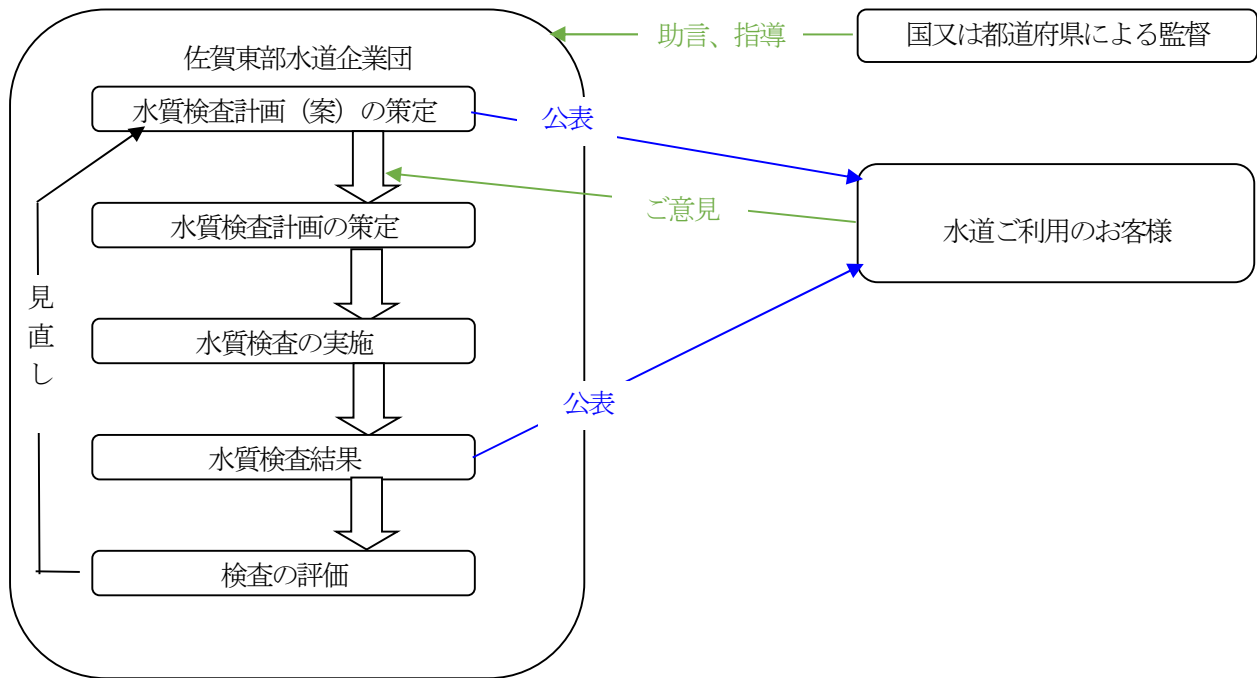 助言、指導
国又は都道府県による監督
佐賀東部水道企業団
水質検査計画（案）の策定
公表
ご意見
水質検査計画の策定
水道ご利用のお客様
見直し
水質検査の実施
公表
水質検査結果
検査の評価